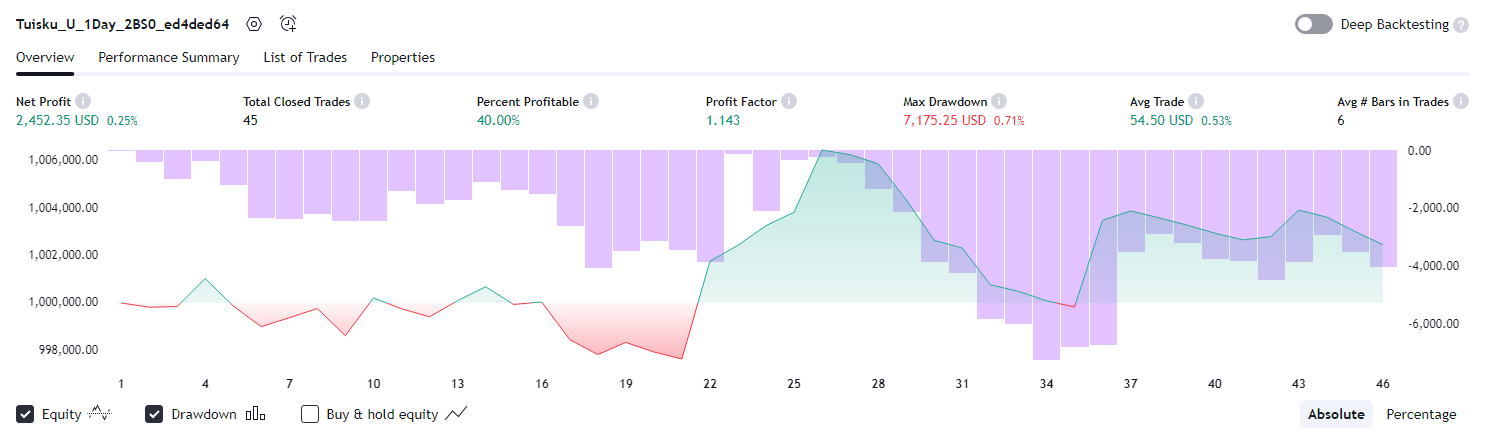 Tuisku_U_1Day_2BS0_ed4ded64 Deep Backtesting ?
Overview Performance Summary List of Trades Properties
Net Profit i Total Closed Trades i Percent Profitable i Profit Factor i Max Drawdown i Avg Trade i Avg # Bars in Trades i
2,452.35 USD 0.25% 45 40.00% 1.143 7,175.25 USD 0.71% 54.50 USD 0.53% 6
1,006,000.00 0.00
1,004,000.00 -2,000.00
1,002,000.00 -4,000.00
1,000,000.00 -6,000.00
998,000.00
1 4 7 10 13 16 19 22 25 28 31 34 37 40 43 46
Equity Drawdown Buy & hold equity Absolute Percentage